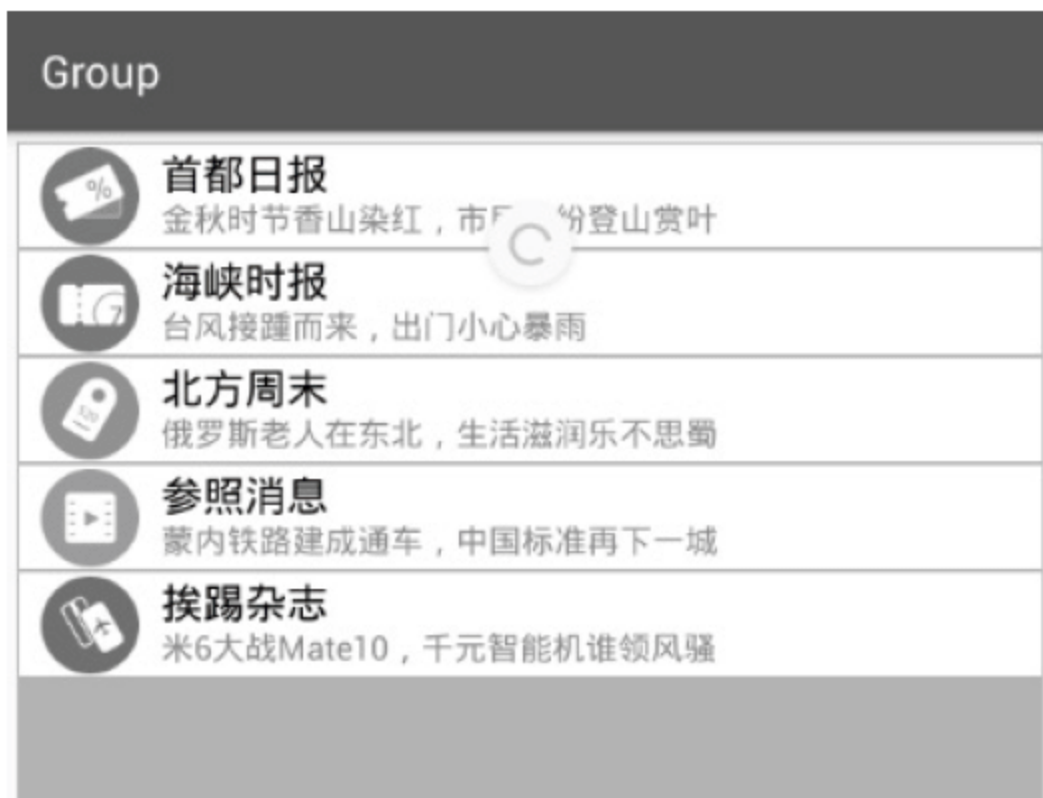 Group
首都日报
金秋时节香山染红，市 纷登山赏叶
海峡时报
台风接踵而来，出门小心暴雨
北方周末
俄罗斯老人在东北，生活滋润乐不思蜀
参照消息
蒙内铁路建成通车，中国标准再下一城
挨踢杂志
米6大战Mate10，千元智能机谁领风骚